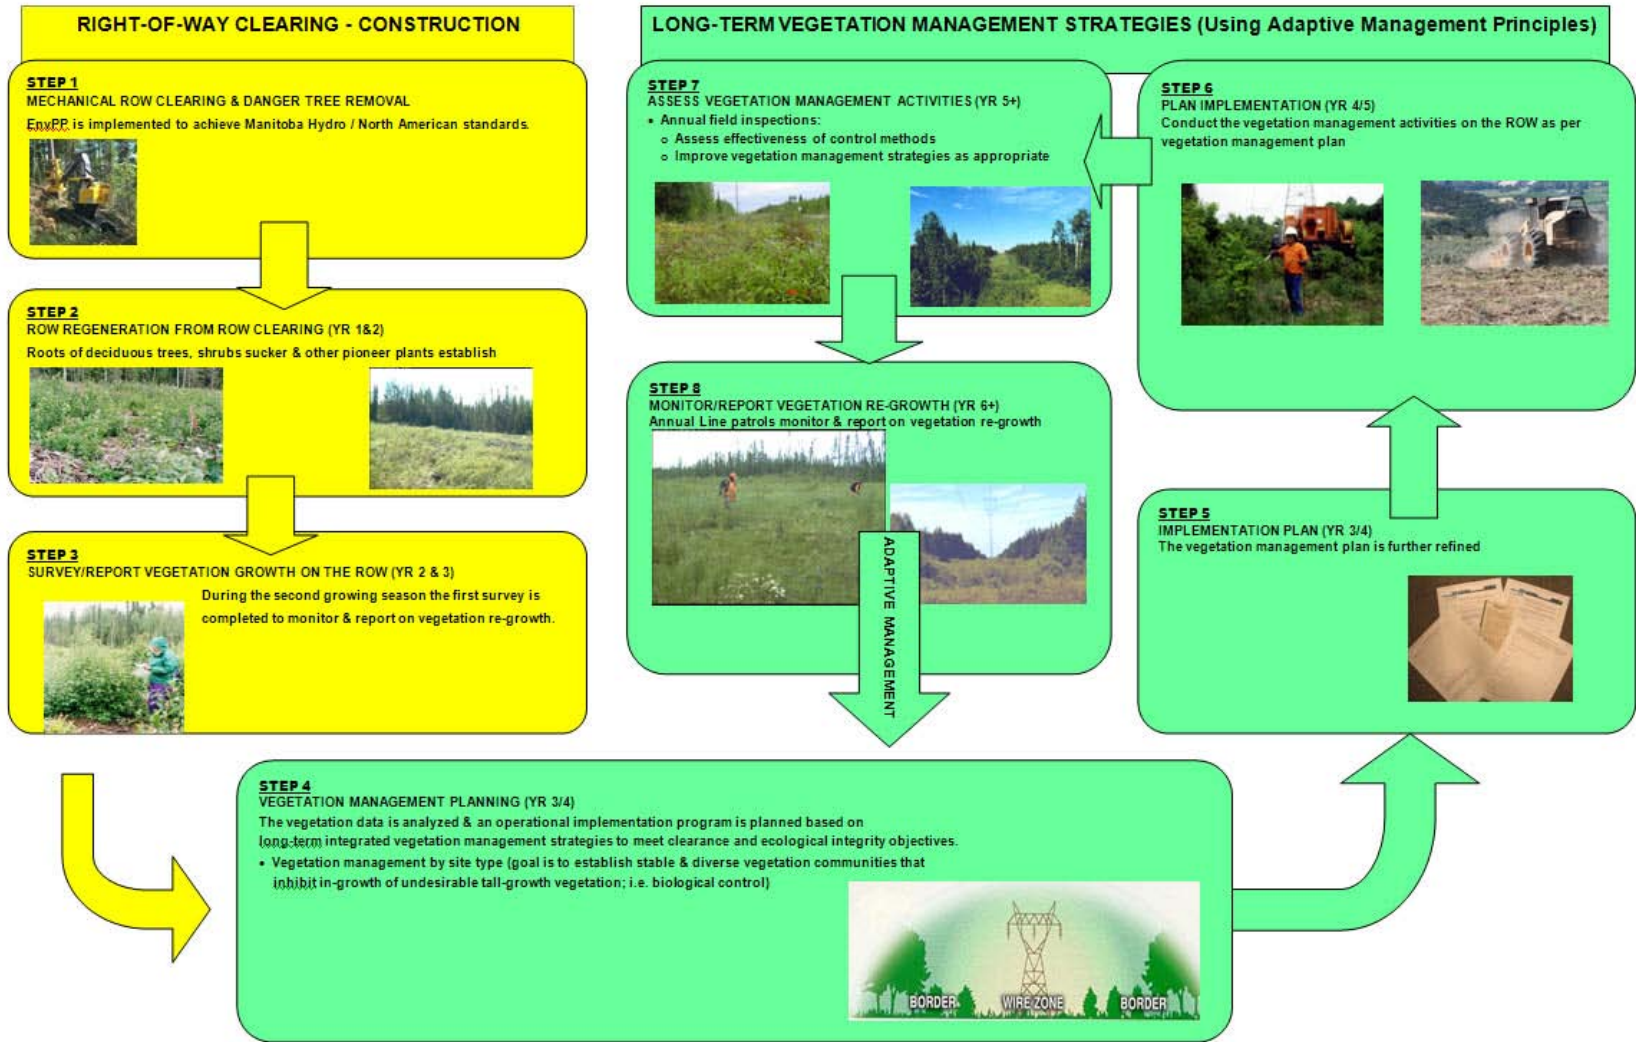 RIGHT-OF-WAY CLEARING - CONSTRUCTION
STEP 1
MECHANICAL ROW CLEARING & DANGER TREE REMOVAL
EnvPP is implemented to achieve Manitoba Hydro / North American standards.
STEP 2
ROW REGENERATION FROM ROW CLEARING (YR 1&2)
Roots of deciduous trees, shrubs sucker & other pioneer plants establish
STEP 3
SURVEY/REPORT VEGETATION GROWTH ON THE ROW (YR 2 & 3)
During the second growing season the first survey is
completed to monitor & report on vegetation re-growth.
STEP 4
VEGETATION MANAGEMENT PLANNING (YR 3/4)
The vegetation data is analyzed & an operational implementation program is planned based on
long-term integrated vegetation management strategies to meet clearance and ecological integrity objectives.
• Vegetation management by site type (goal is to establish stable & diverse vegetation communities that
inhibit in-growth of undesirable tall-growth vegetation; i.e. biological control)
BORDER WIRE ZONE BORDER
LONG-TERM VEGETATION MANAGEMENT STRATEGIES (Using Adaptive Management Principles)
STEP 5
IMPLEMENTATION PLAN (YR 3/4)
The vegetation management plan is further refined
STEP 6
PLAN IMPLEMENTATION (YR 4/5)
Conduct the vegetation management activities on the ROW as per
vegetation management plan
STEP 7
ASSESS VEGETATION MANAGEMENT ACTIVITIES (YR 5+)
• Annual field inspections:
o Assess effectiveness of control methods
o Improve vegetation management strategies as appropriate
STEP 8
MONITOR/REPORT VEGETATION RE-GROWTH (YR 6+)
Annual Line patrols monitor & report on vegetation re-growth
ADAPTIVE MANAGEMENT